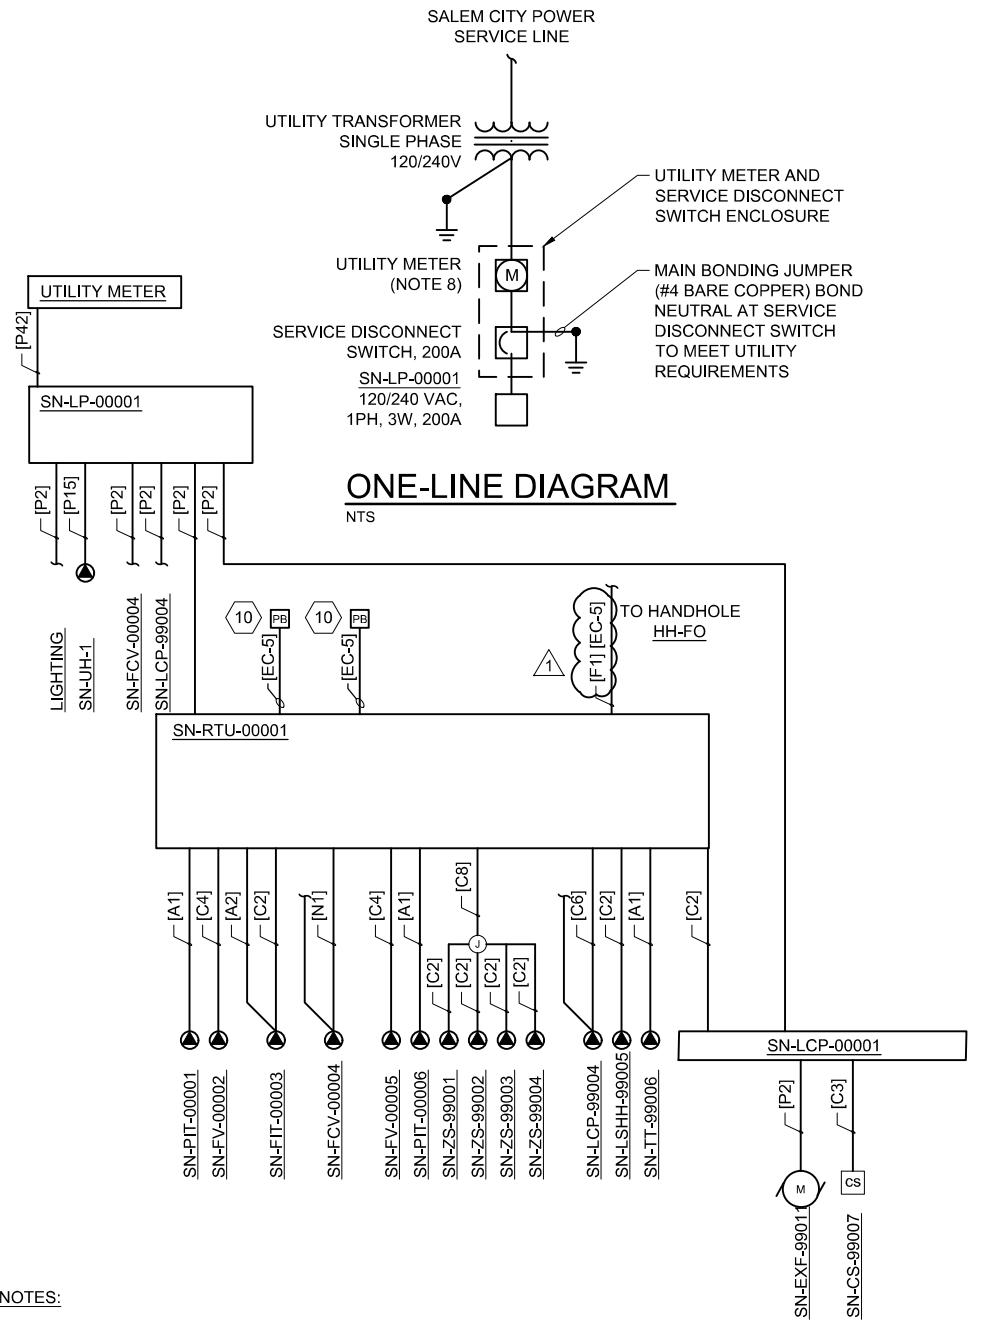 SALEM CITY POWER
SERVICE LINE
UTILITY TRANSFORMER
SINGLE PHASE
120/240V
UTILITY METER AND
SERVICE DISCONNECT
SWITCH ENCLOSURE
UTILITY METER
(NOTE 8)
M
MAIN BONDING JUMPER
(#4 BARE COPPER) BOND
NEUTRAL AT SERVICE
DISCONNECT SWITCH
TO MEET UTILITY
REQUIREMENTS
SERVICE DISCONNECT
SWITCH, 200A
SN-LP-00001
120/240 VAC,
1PH, 3W, 200A
ONE-LINE DIAGRAM
NTS
UTILITY METER
[P42]
SN-LP-00001
[P2]
[P15]
[P2]
[P2]
[P2]
[P2]
LIGHTING
SN-UH-1
SN-FCV-00004
SN-LCP-99004
10
PB
10
PB
[EC-5]
[EC-5]
1
[F1] [EC-5]
TO HANDHOLE
HH-FO
SN-RTU-00001
[A1]
[C4]
[A2]
[C2]
[N1]
[C4]
[A1]
[C8]
[C6]
[C2]
[A1]
[C2]
J
[C2]
[C2]
[C2]
[C2]
SN-PIT-00001
SN-FV-00002
SN-FIT-00003
SN-FCV-00004
SN-FV-00005
SN-PIT-00006
SN-ZS-99001
SN-ZS-99002
SN-ZS-99003
SN-ZS-99004
SN-LCP-99004
SN-LSHH-99005
SN-TT-99006
SN-LCP-00001
[P2]
[C3]
M
CS
SN-EXF-99011
SN-CS-99007
NOTES: